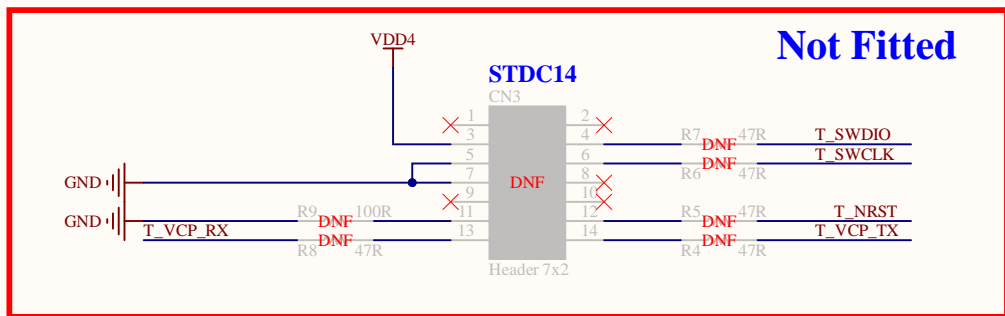 Not Fitted
VDD4
STDC14
CN3
1 2
3 4 R7 DNF 47R T_SWDIO
5 6 R6 DNF 47R T_SWCLK
GND 7 DNF 8
9 10
GND R9 DNF 100R 11 12 R5 DNF 47R T_NRST
T_VCP_RX R8 DNF 47R 13 14 R4 DNF 47R T_VCP_TX
Header 7x2